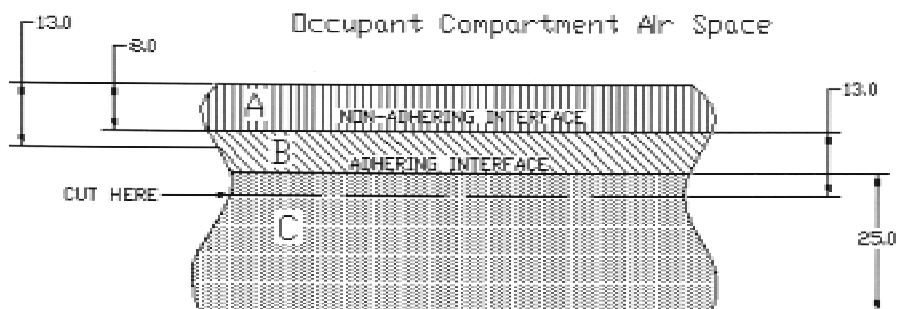 Occupant Compartment Air Space
13.0
8.0
A
NON-ADHERING INTERFACE
13.0
B
ADHERING INTERFACE
CUT HERE
C
25.0